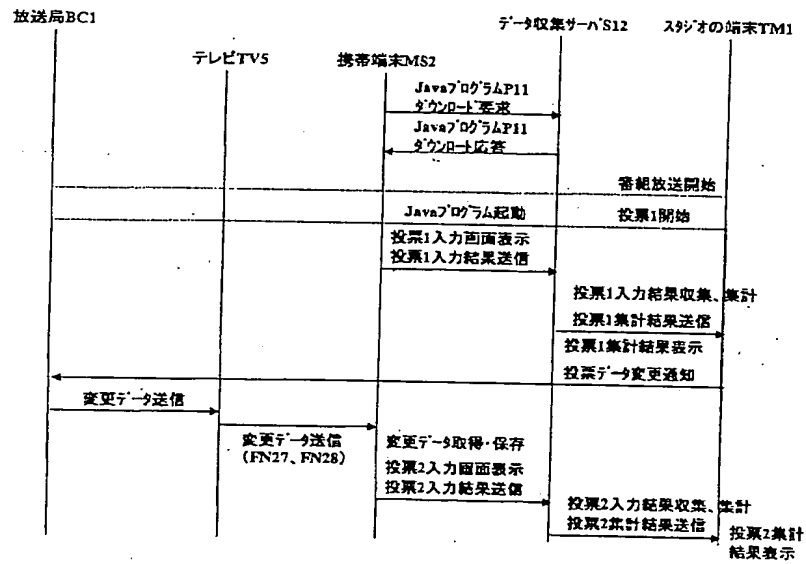 放送局BC1
データ収集サーバS12
スタジオの端末TM1
テレビTV5
携帯端末MS2
JavaプログラムP11
ダウンロード要求
JavaプログラムP11
ダウンロート応答
番組放送開始
Javaプログラム起動
投票1開始
投票1入力画面表示
投票1入力結果送信
投票1入力結果収集、集計
投票1集計結果送信
投票1集計結果表示
投票データ変更通知
変更データ送信
変更データ送信
(FN27、FN28)
変更データ取得・保存
投票2入力画面表示
投票2入力結果送信
投票2入力結果収集、集計
投票2集計結果送信
投票2集計
結果表示